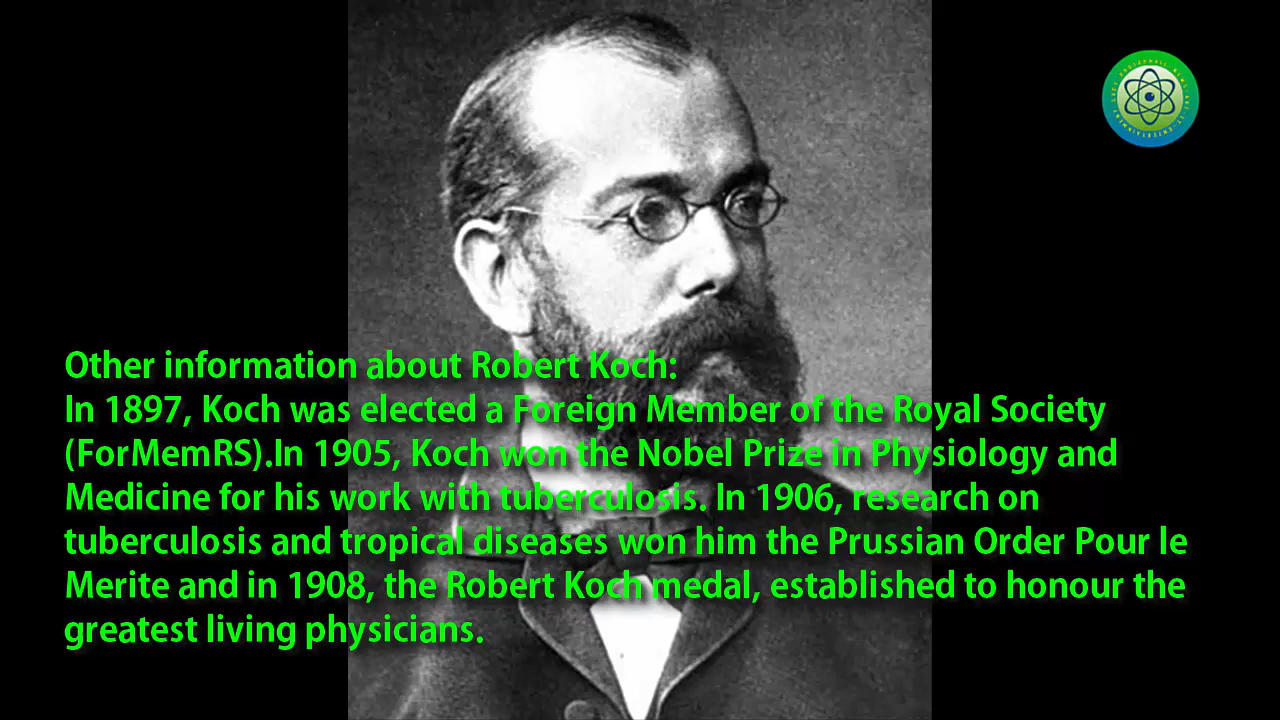 Other information about Robert Koch:
In 1897, Koch was elected a Foreign Member of the Royal Society
(ForMemRS).In 1905, Koch won the Nobel Prize in Physiology and
Medicine for his work with tuberculosis. In 1906, research on
tuberculosis and tropical diseases won him the Prussian Order Pour le
Merite and in 1908, the Robert Koch medal, established to honour the
greatest living physicians.